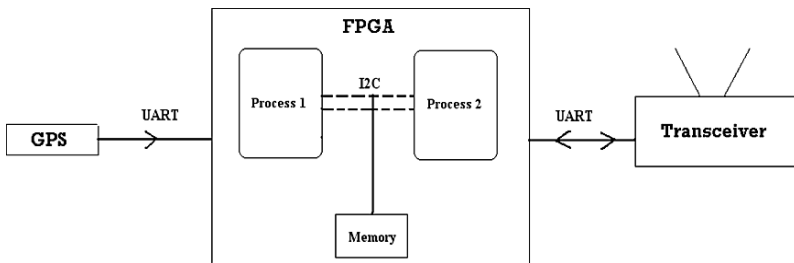 FPGA
I2C
Process 1
Process 2
UART
UART
GPS
Transceiver
Memory